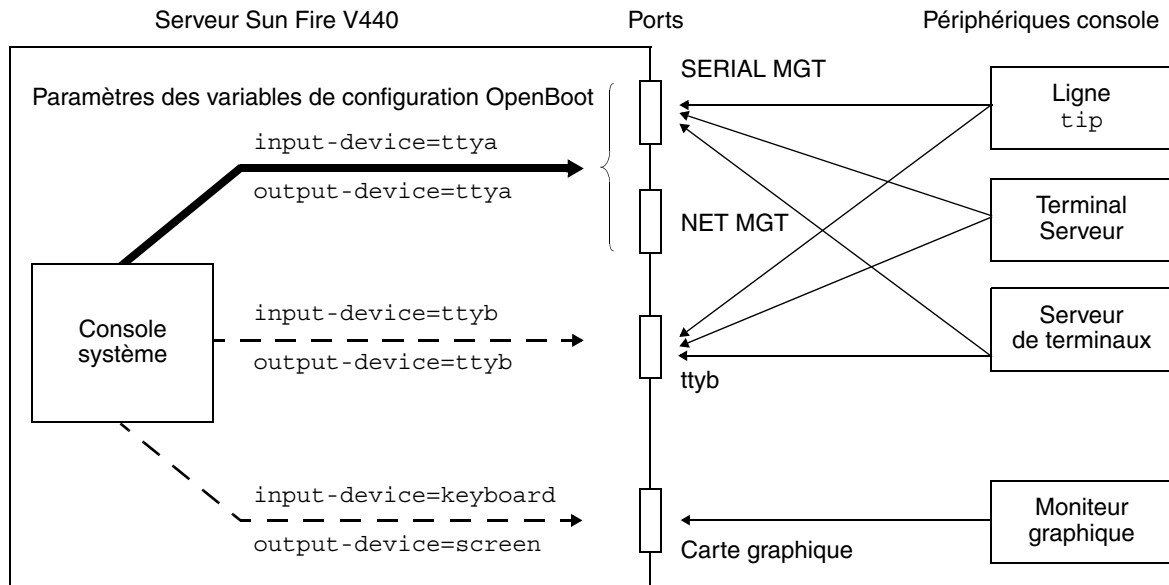 Serveur Sun Fire V440
Ports
Périphériques console
Paramètres des variables de configuration OpenBoot
input-device=ttya
output-device=ttya
Console
système
input-device=ttyb
output-device=ttyb
input-device=keyboard
output-device=screen
SERIAL MGT
NET MGT
ttyb
Carte graphique
Ligne
tip
Terminal
Serveur
Serveur
de terminaux
Moniteur
graphique